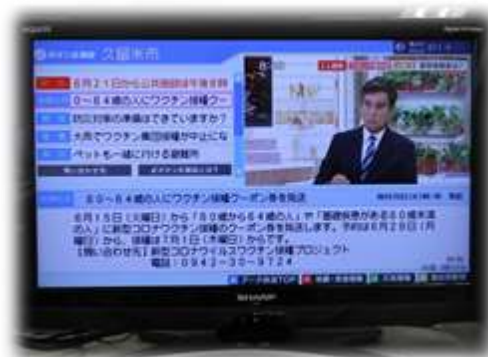 久留米市
6月21日から公共施設は午後8時
0～64歳の人にワクチン接種クー
防災対策の準備はできていますか?
大雨でワクチン集団接種が中止にな
ペットも一緒に行ける避難所
60～64歳の人にワクチン接種クーポン券を発送
6月15日(火曜日)から「60歳から64歳の人」や「基礎疾患がある60歳未満
の人」に新型コロナワクチン接種のクーポン券を発送します。予約は6月28日(月
曜日)から、接種は7月1日(木曜日)からです。
【問い合わせ先】新型コロナウイルスワクチン接種プロジェクト
電話:0942-30-9724
SHARP